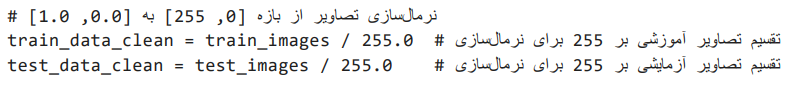 # نرمال‌سازی تصاویر از بازه [0, 255] به [0.0, 1.0]
train_data_clean = train_images / 255.0  # تقسیم تصاویر آموزشی بر 255 برای نرمال‌سازی
test_data_clean = test_images / 255.0    # تقسیم تصاویر آزمایشی بر 255 برای نرمال‌سازی